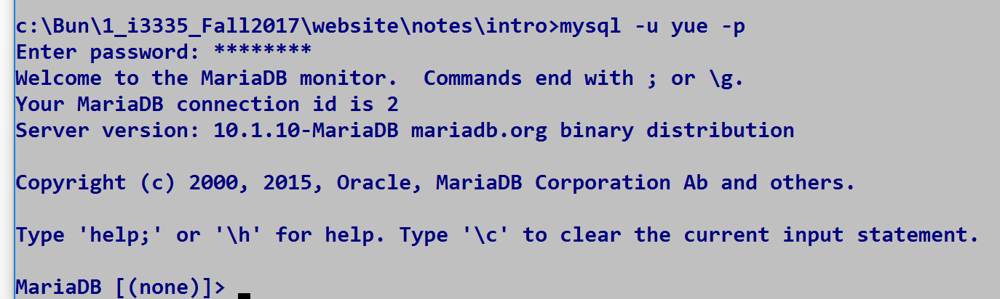 c:\Bun\1_i3335_Fall2017\website\notes\intro>mysql -u yue -p
Enter password: ********
Welcome to the MariaDB monitor.  Commands end with ; or \g.
Your MariaDB connection id is 2
Server version: 10.1.10-MariaDB mariadb.org binary distribution
Copyright (c) 2000, 2015, Oracle, MariaDB Corporation Ab and others.
Type 'help;' or '\h' for help. Type '\c' to clear the current input statement.
MariaDB [(none)]>